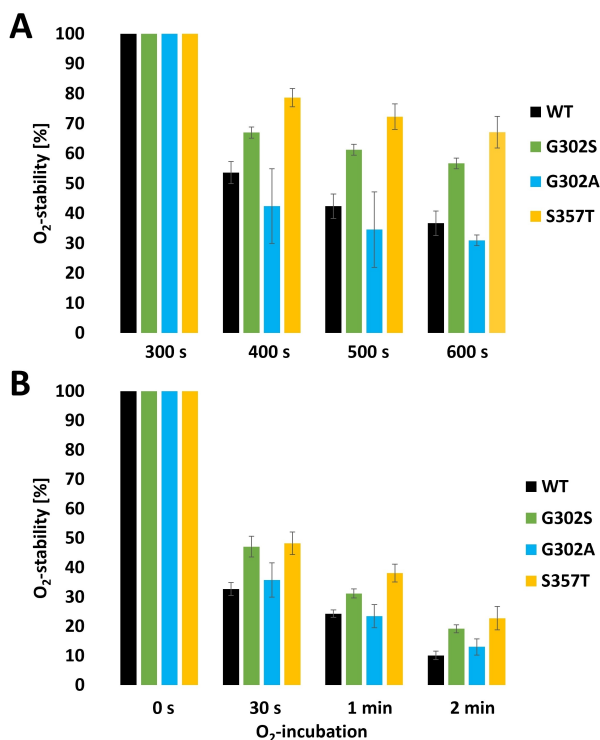 A
O₂-stability [%]
100
90
80
70
60
50
40
30
20
10
0
300 s 400 s 500 s 600 s
WT
G302S
G302A
S357T
B
O₂-stability [%]
100
90
80
70
60
50
40
30
20
10
0
0 s 30 s 1 min 2 min
O₂-incubation
WT
G302S
G302A
S357T